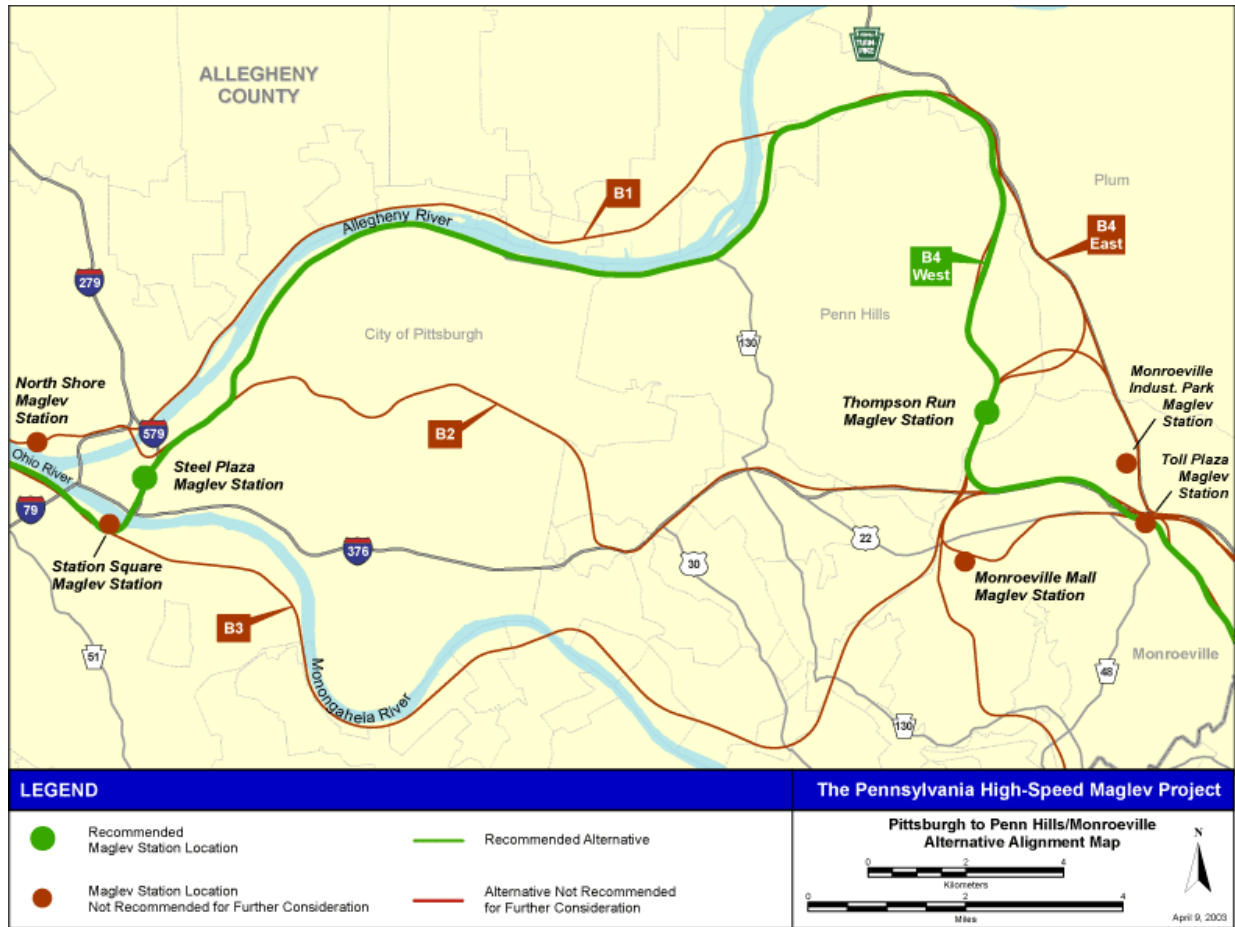 ALLEGHENY
COUNTY
TURN-
PIKE
Plum
B1
Allegheny River
B4
East
B4
West
279
City of Pittsburgh
Penn Hills
130
North Shore
Maglev
Station
Monroeville
Indust. Park
Maglev
Station
Thompson Run
Maglev Station
579
B2
Ohio River
Steel Plaza
Maglev Station
Toll Plaza
Maglev
Station
79
376
22
30
Station Square
Maglev Station
Monroeville Mall
Maglev Station
B3
51
Monongahela River
Monroeville
48
130
LEGEND
Recommended
Maglev Station Location
Recommended Alternative
Maglev Station Location
Not Recommended for Further Consideration
Alternative Not Recommended
for Further Consideration
The Pennsylvania High-Speed Maglev Project
Pittsburgh to Penn Hills/Monroeville
Alternative Alignment Map
N
0 2 4
Kilometers
0 2 4
Miles
April 9, 2003